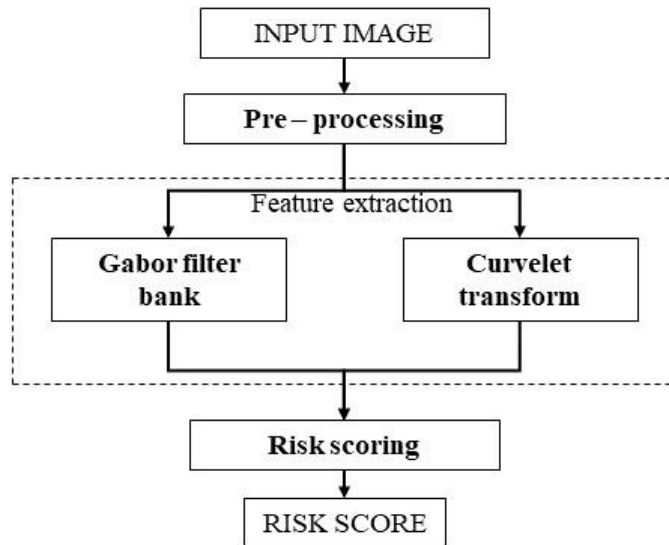 INPUT IMAGE
Pre – processing
Feature extraction
Gabor filter
bank
Curvelet
transform
Risk scoring
RISK SCORE